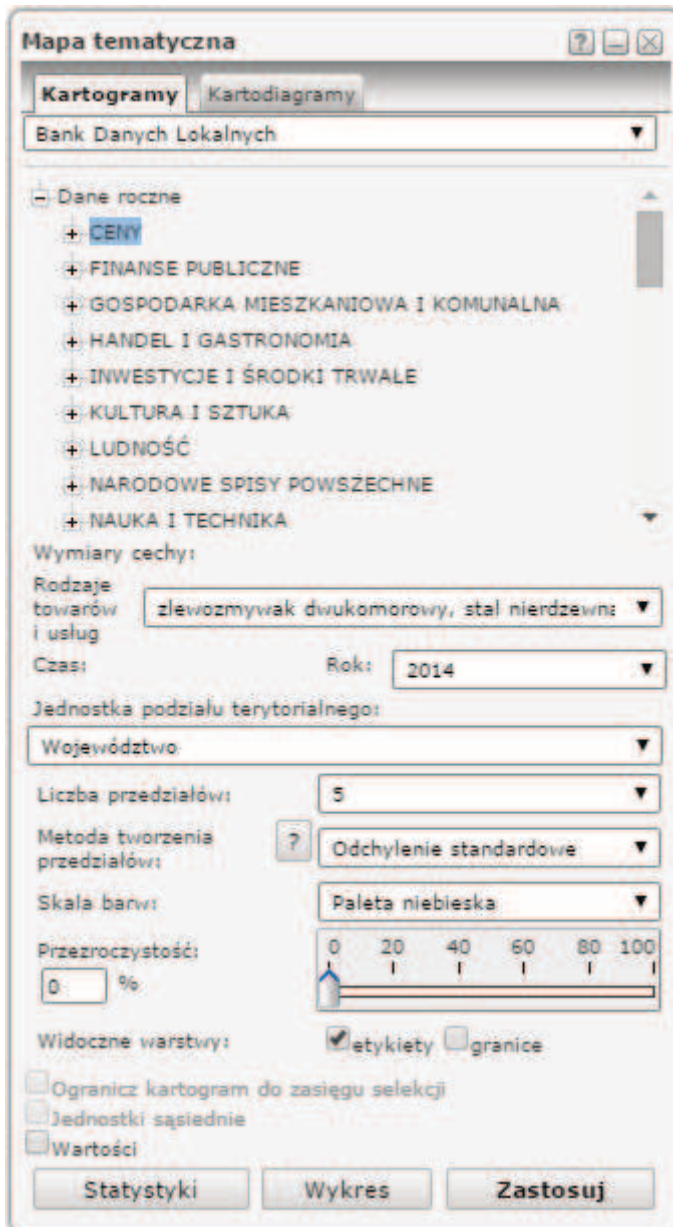 Mapa tematyczna
Kartogramy Kartodiagramy
Bank Danych Lokalnych
Dane roczne
CENY
FINANSE PUBLICZNE
GOSPODARKA MIESZKANIOWA I KOMUNALNA
HANDEL I GASTRONOMIA
INWESTYCJE I ŚRODKI TRWAŁE
KULTURA I SZTUKA
LUDNOŚĆ
NARODOWE SPISY POWSZECHNE
NAUKA I TECHNIKA
Wymiary cechy:
Rodzaje
towarów
i usług
zlewozmywak dwukomorowy, stal nierdzewna
Czas: Rok: 2014
Jednostka podziału terytorialnego:
Województwo
Liczba przedziałów: 5
Metoda tworzenia
przedziałów:
? Odchylenie standardowe
Skala barw: Paleta niebieska
Przezroczystość: 0 20 40 60 80 100
0 %
Widoczne warstwy: etykiety granice
Ogranicz kartogram do zasięgu selekcji
Jednostki sąsiednie
Wartości
Statystyki Wykres Zastosuj